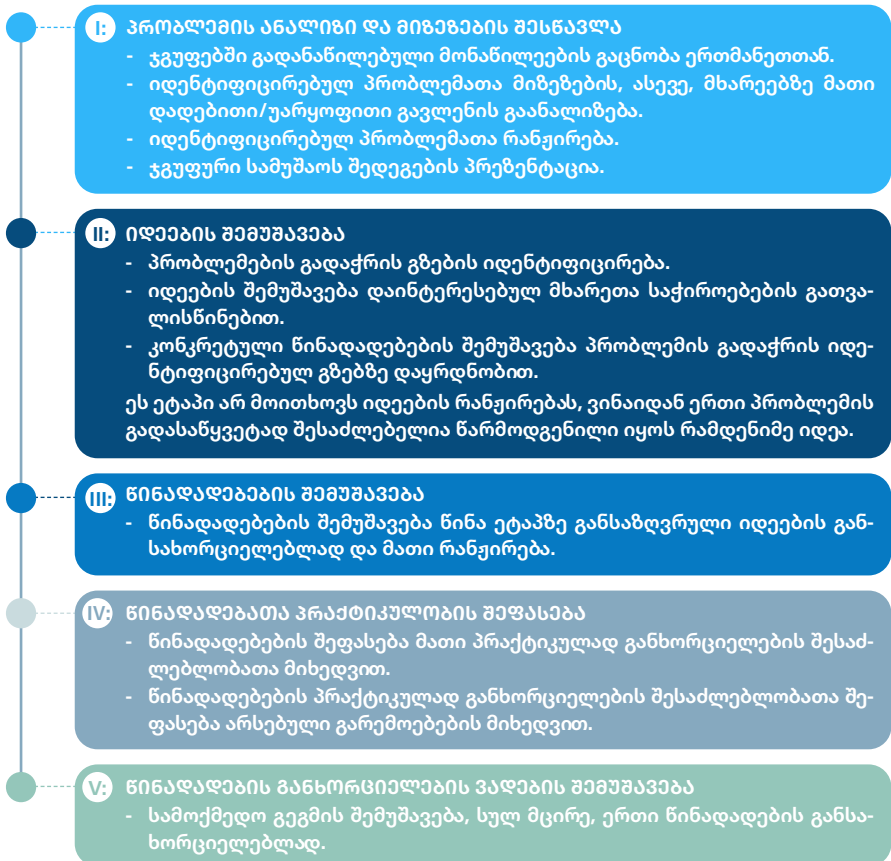 I: ᲞᲠᲝᲑᲚᲔᲛᲘᲡ ᲐᲜᲐᲚᲘᲖᲘ ᲓᲐ ᲛᲘᲖᲔᲖᲔᲑᲘᲡ ᲨᲔᲡᲬᲐᲕᲚᲐ
- ჯგუფებში გადანაწილებული მონაწილეების გაცნობა ერთმანეთთან.
- იდენტიფიცირებულ პრობლემათა მიზეზების, ასევე, მხარეებზე მათი
დადებითი/უარყოფითი გავლენის გაანალიზება.
- იდენტიფიცირებულ პრობლემათა რანჟირება.
- ჯგუფური სამუშაოს შედეგების პრეზენტაცია.
II: ᲘᲓᲔᲔᲑᲘᲡ ᲨᲔᲛᲣᲨᲐᲕᲔᲑᲐ
- პრობლემების გადაჭრის გზების იდენტიფიცირება.
- იდეების შემუშავება დაინტერესებულ მხარეთა საჭიროებების გათვა-
ლისწინებით.
- კონკრეტული წინადადებების შემუშავება პრობლემის გადაჭრის იდე-
ნტიფიცირებულ გზებზე დაყრდნობით.
ეს ეტაპი არ მოითხოვს იდეების რანჟირებას, ვინაიდან ერთი პრობლემის
გადასაწყვეტად შესაძლებელია წარმოდგენილი იყოს რამდენიმე იდეა.
III: ᲬᲘᲜᲐᲓᲐᲓᲔᲑᲔᲑᲘᲡ ᲨᲔᲛᲣᲨᲐᲕᲔᲑᲐ
- წინადადებების შემუშავება წინა ეტაპზე განსაზღვრული იდეების გან-
სახორციელებლად და მათი რანჟირება.
IV: ᲬᲘᲜᲐᲓᲐᲓᲔᲑᲐᲗᲐ ᲞᲠᲐᲥᲢᲘᲙᲣᲚᲝᲑᲘᲡ ᲨᲔᲤᲐᲡᲔᲑᲐ
- წინადადებების შეფასება მათი პრაქტიკულად განხორციელების შესაძ-
ლებლობათა მიხედვით.
- წინადადებების პრაქტიკულად განხორციელების შესაძლებლობათა შე-
ფასება არსებული გარემოებების მიხედვით.
V: ᲬᲘᲜᲐᲓᲐᲓᲔᲑᲘᲡ ᲒᲐᲜᲮᲝᲠᲪᲘᲔᲚᲔᲑᲘᲡ ᲕᲐᲓᲔᲑᲘᲡ ᲨᲔᲛᲣᲨᲐᲕᲔᲑᲐ
- სამოქმედო გეგმის შემუშავება, სულ მცირე, ერთი წინადადების განსა-
ხორციელებლად.